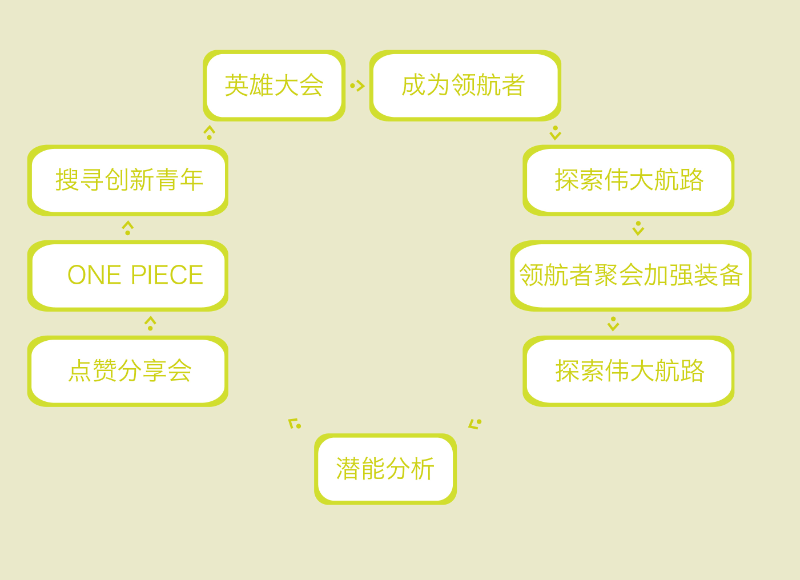 英雄大会
成为领航者
搜寻创新青年
探索伟大航路
ONE PIECE
领航者聚会加强装备
点赞分享会
探索伟大航路
潜能分析